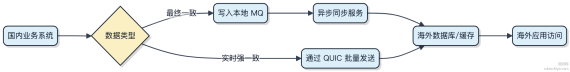 国内业务系统
数据类型
最终一致
写入本地 MQ
异步同步服务
实时强一致
通过 QUIC 批量发送
海外数据库/缓存
海外应用访问